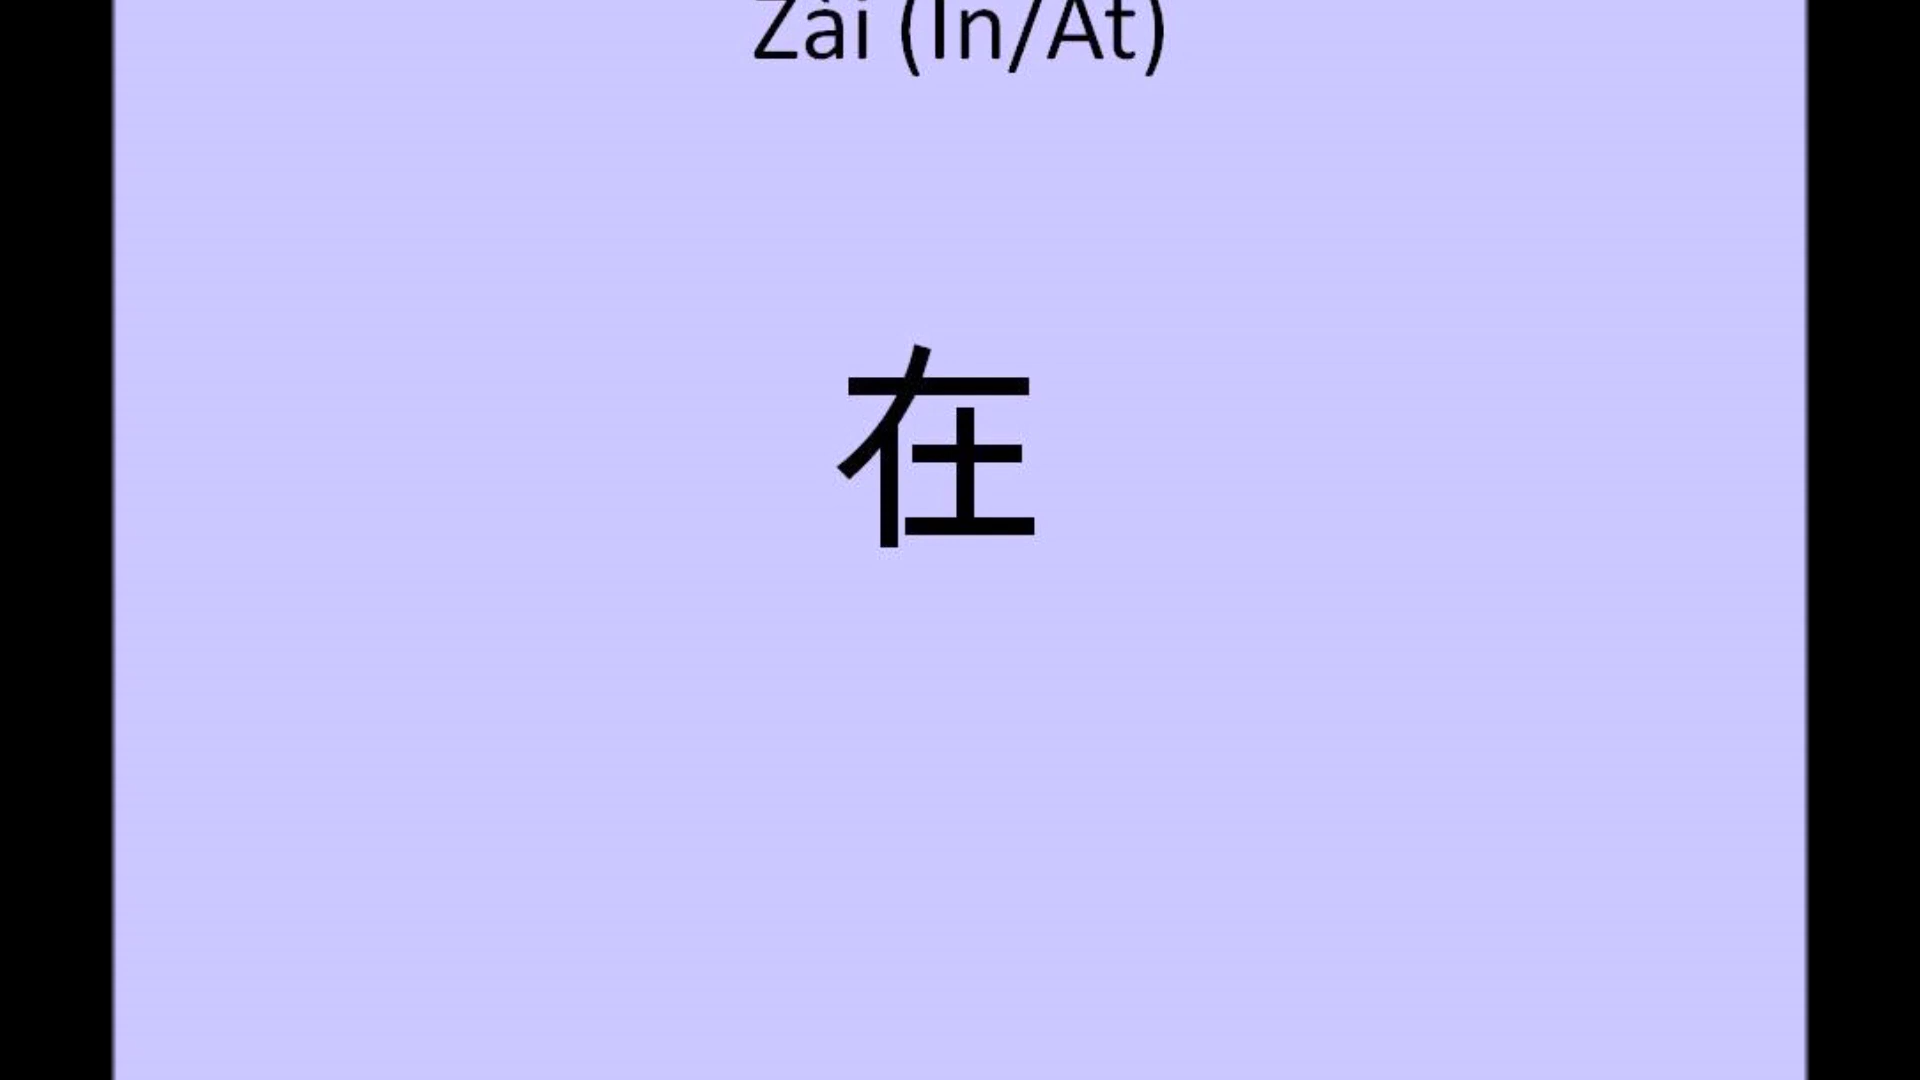 Zài (In/At)
在